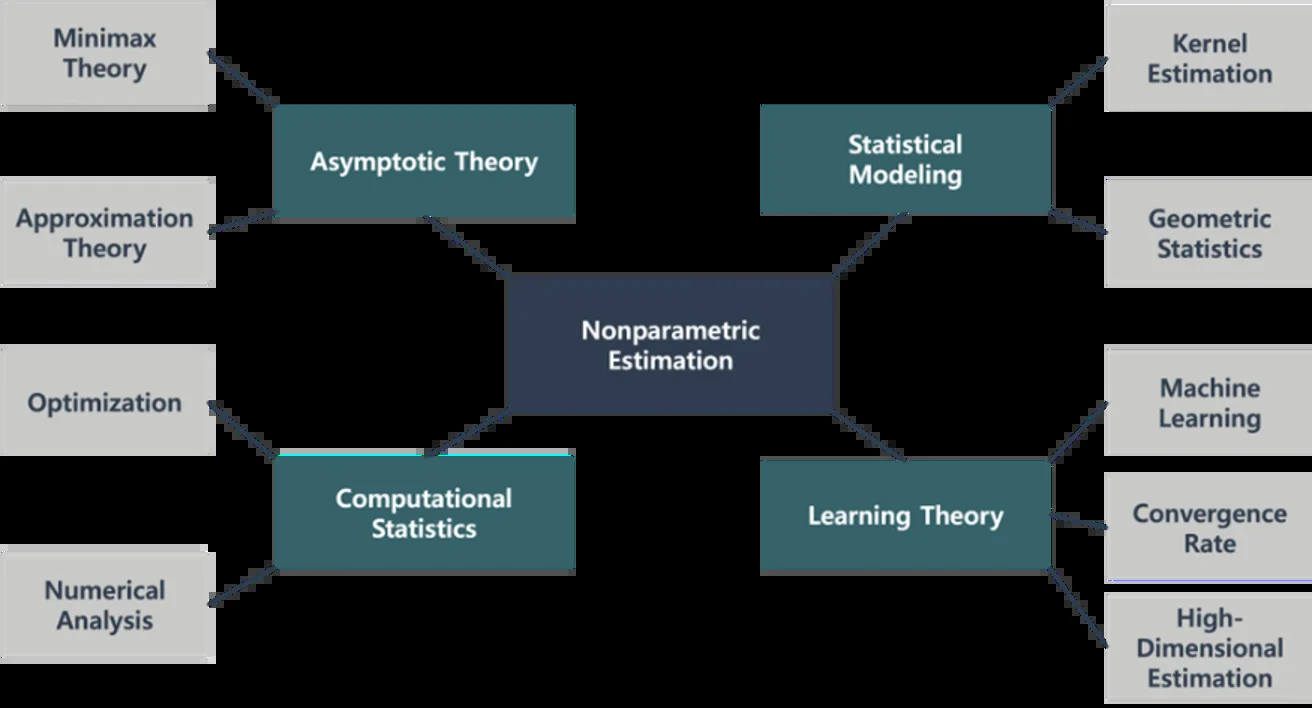 Minimax
Theory
Kernel
Estimation
Asymptotic Theory
Statistical
Modeling
Approximation
Theory
Geometric
Statistics
Nonparametric
Estimation
Optimization
Machine
Learning
Computational
Statistics
Learning Theory
Convergence
Rate
Numerical
Analysis
High-
Dimensional
Estimation